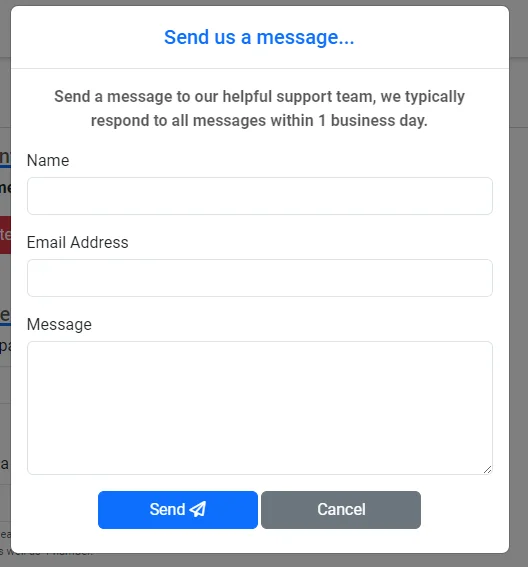 Send us a message...
Send a message to our helpful support team, we typically
respond to all messages within 1 business day.
Name
Email Address
Message
Send
Cancel